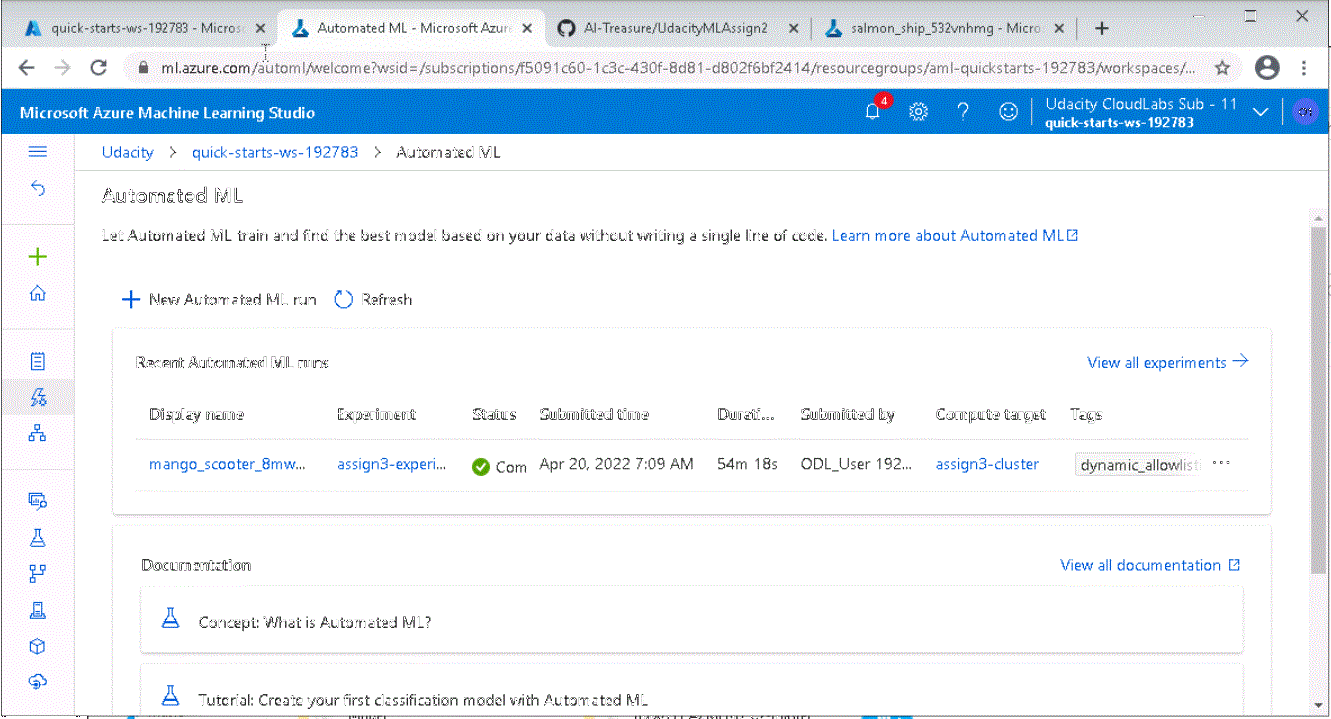 quick-starts-ws-192783 - Micros
Automated ML - Microsoft Azure
AI-Treasure/UdacityMLAssign2
salmon_ship_532vnhmg - Micro
ml.azure.com/automl/welcome?wsid=/subscriptions/f5091c60-1c3c-430f-8d81-d802f6bf2414/resourcegroups/aml-quickstarts-192783/workspaces/...
Microsoft Azure Machine Learning Studio
4
Udacity CloudLabs Sub - 11
quick-starts-ws-192783
Udacity > quick-starts-ws-192783 > Automated ML
Automated ML
Let Automated ML train and find the best model based on your data without writing a single line of code. Learn more about Automated ML
New Automated ML run Refresh
Recent Automated ML runs View all experiments
Display name Experiment Status Submitted time Durati... Submitted by Compute target Tags
mango_scooter_8mw... assign3-experi... Com Apr 20, 2022 7:09 AM 54m 18s ODL_User 192... assign3-cluster dynamic_allowlisti ...
Documentation View all documentation
Concept: What is Automated ML?
Tutorial: Create your first classification model with Automated ML